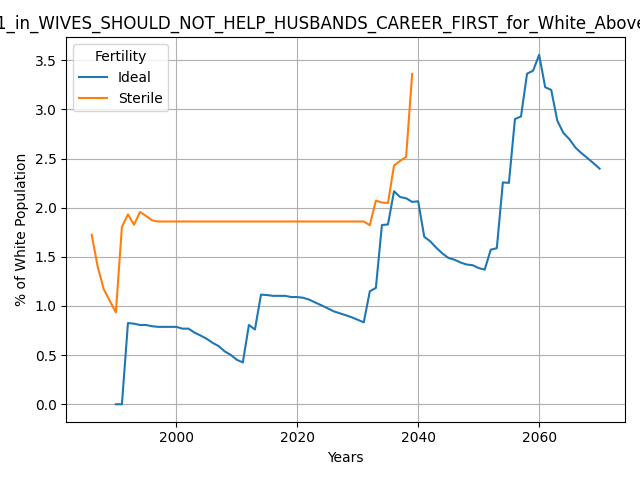 1_in_WIVES_SHOULD_NOT_HELP_HUSBANDS_CAREER_FIRST_for_White_Above
Fertility
Ideal
Sterile
3.5
3.0
2.5
2.0
1.5
1.0
0.5
0.0
% of White Population
2000
2020
2040
2060
Years